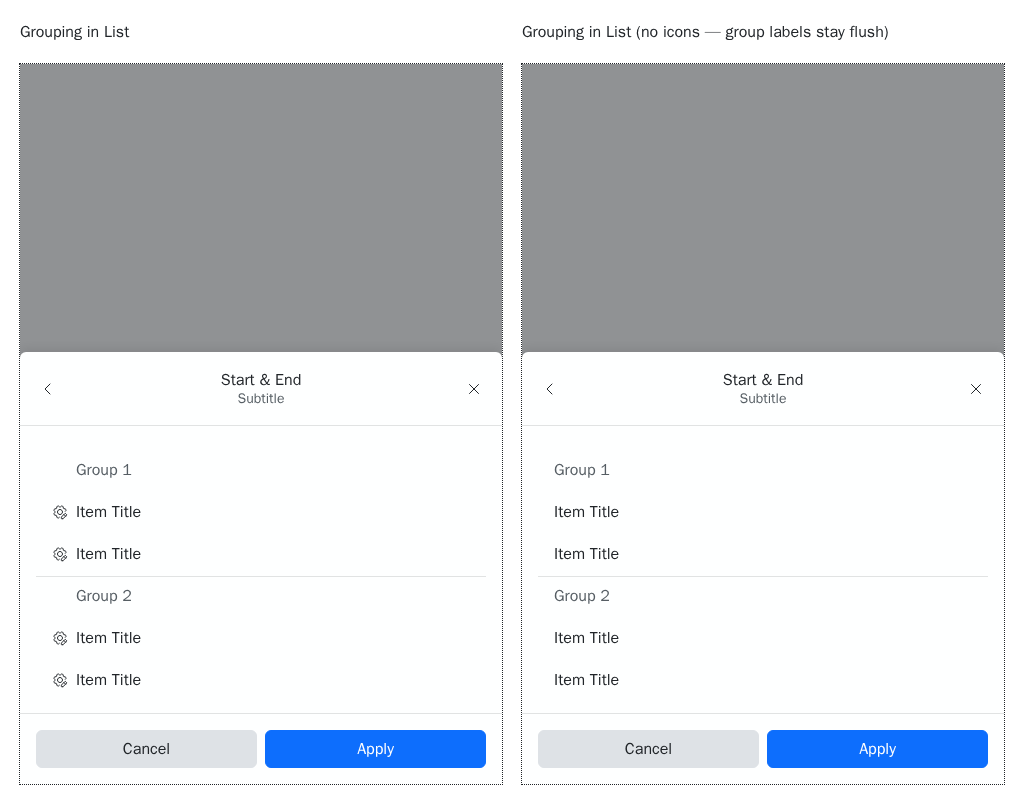 Grouping in List
Start & End
Subtitle
Group 1
Item Title
Item Title
Group 2
Item Title
Item Title
Cancel
Apply
Grouping in List (no icons — group labels stay flush)
Start & End
Subtitle
Group 1
Item Title
Item Title
Group 2
Item Title
Item Title
Cancel
Apply